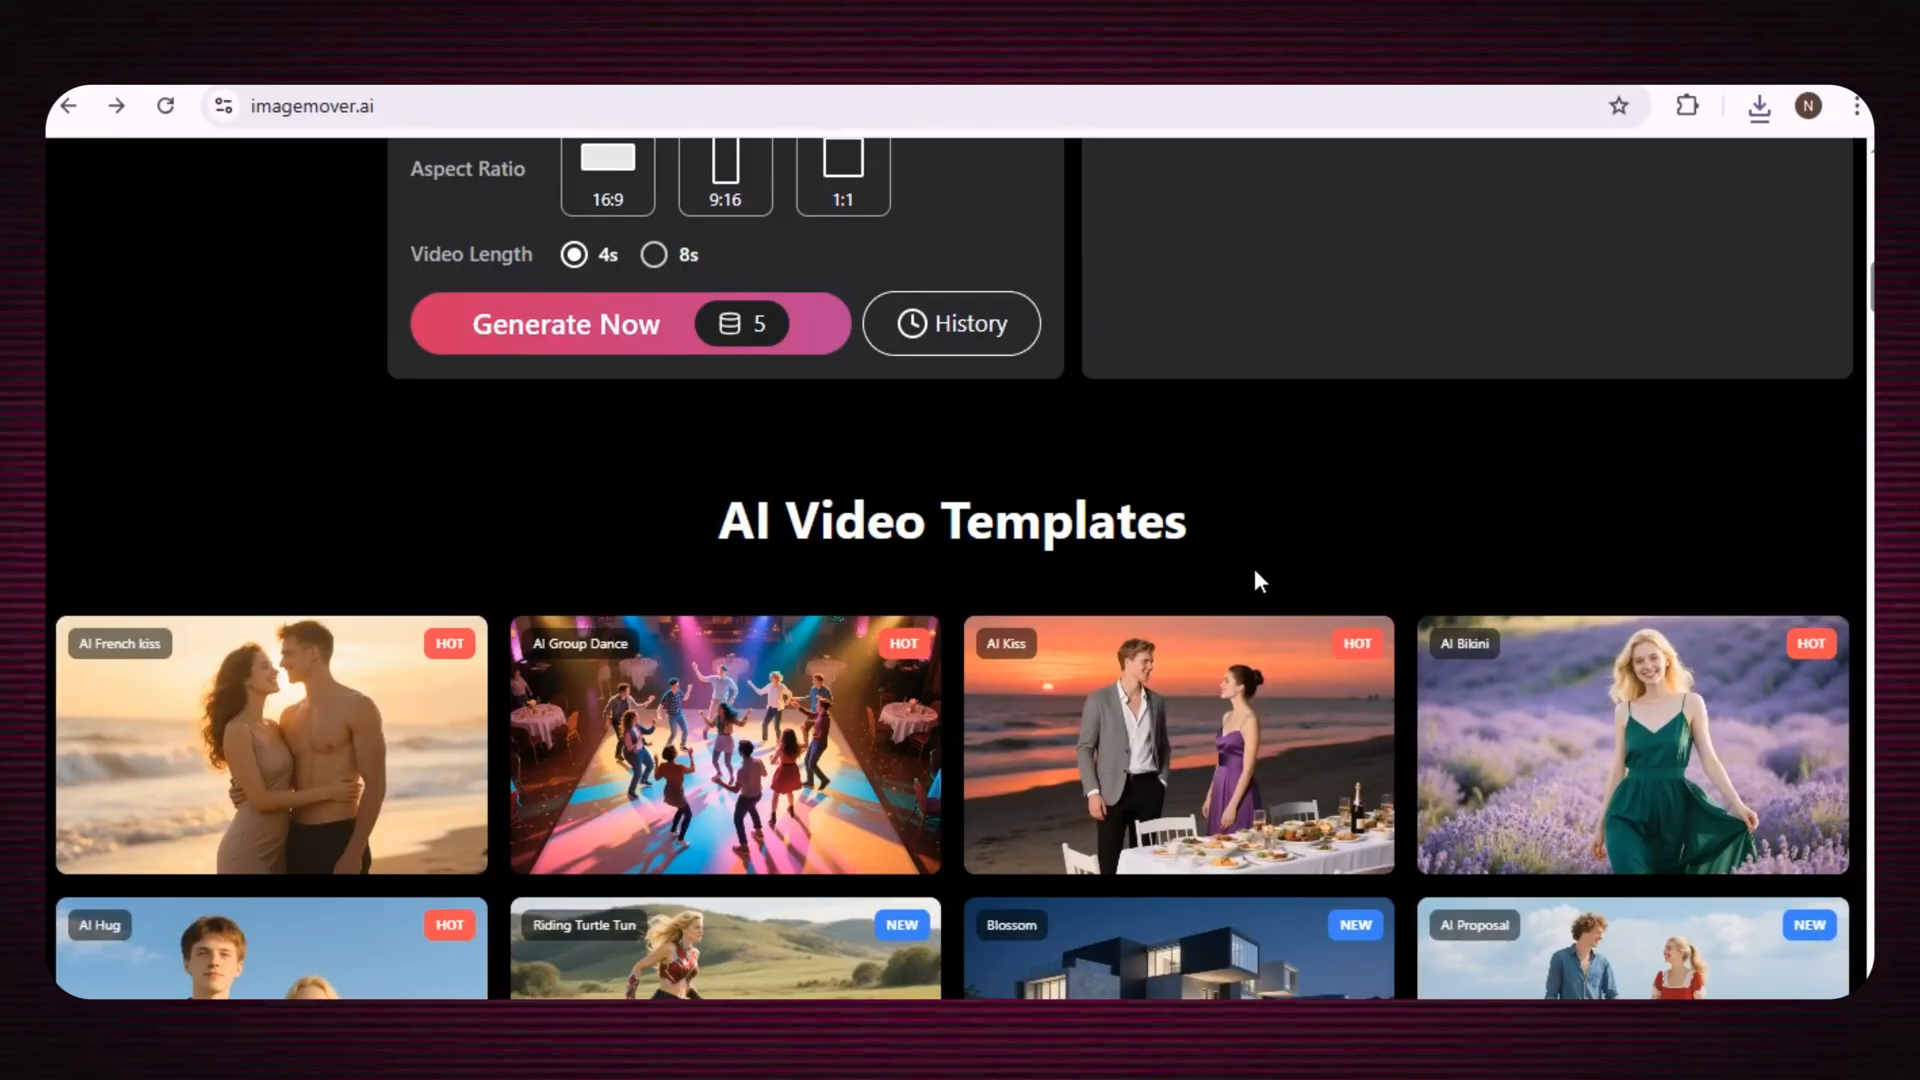 imagemover.ai
N
Aspect Ratio
16:9
9:16
1:1
Video Length
4s
8s
Generate Now
5
History
AI Video Templates
AI French kiss
HOT
AI Group Dance
HOT
AI Kiss
HOT
AI Bikini
HOT
AI Hug
HOT
Riding Turtle Tun
NEW
Blossom
NEW
AI Proposal
NEW